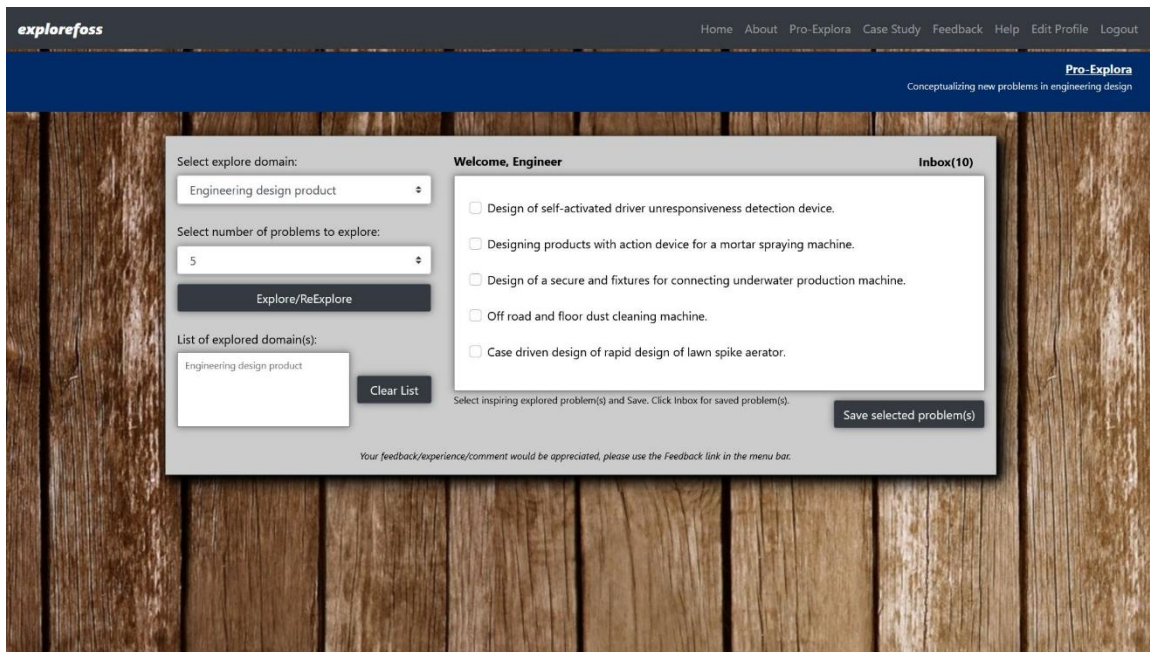 explorefoss
Home About Pro-Explora Case Study Feedback Help Edit Profile Logout
Pro-Explora
Conceptualizing new problems in engineering design
Select explore domain:
Engineering design product
Select number of problems to explore:
5
Explore/ReExplore
List of explored domain(s):
Engineering design product
Clear List
Welcome, Engineer
Inbox(10)
Design of self-activated driver unresponsiveness detection device.
Designing products with action device for a mortar spraying machine.
Design of a secure and fixtures for connecting underwater production machine.
Off road and floor dust cleaning machine.
Case driven design of rapid design of lawn spike aerator.
Select inspiring explored problem(s) and Save. Click Inbox for saved problem(s).
Save selected problem(s)
Your feedback/experience/comment would be appreciated, please use the Feedback link in the menu bar.